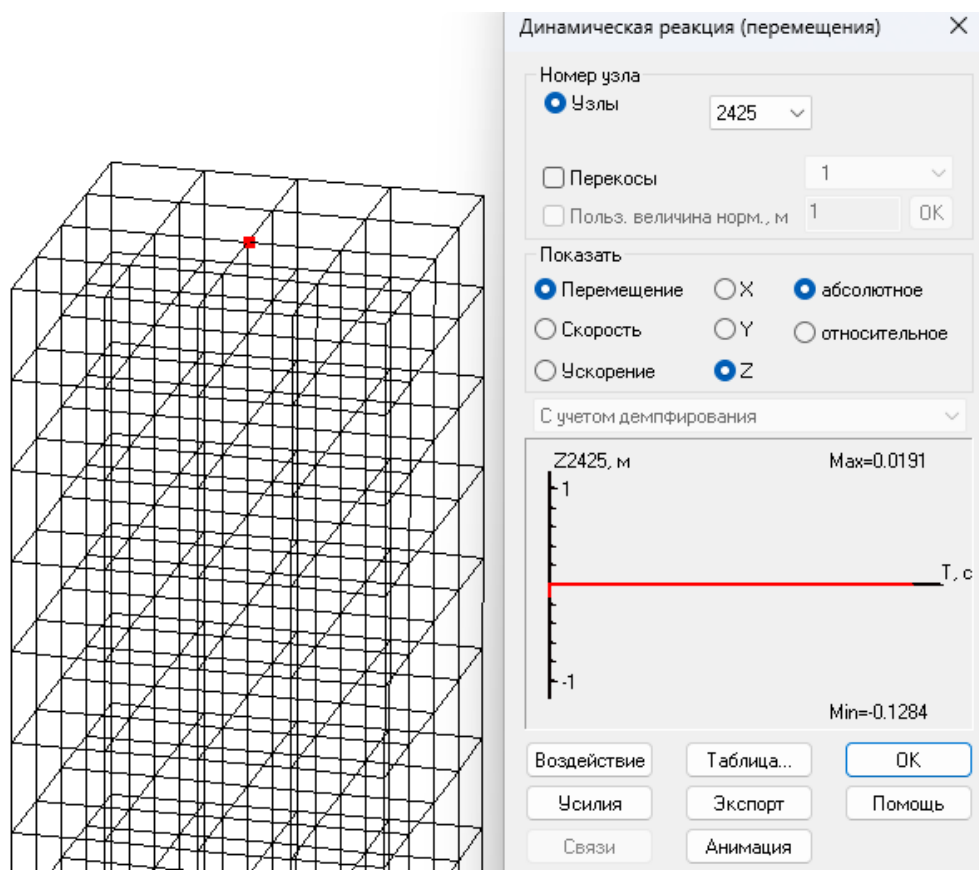 Динамическая реакция (перемещения)
Номер узла
Узлы 2425
Перекосы 1
Польз. величина норм., м 1 OK
Показать
Перемещение X абсолютное
Скорость Y относительное
Ускорение Z
С учетом демпфирования
Z2425, м Max=0.0191
1
T, c
-1
Min=-0.1284
Воздействие Таблица... OK
Усилия Экспорт Помощь
Связи Анимация